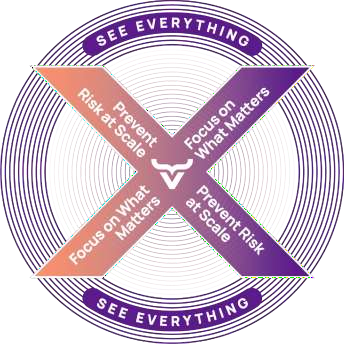 SEE EVERYTHING
Prevent
Risk at Scale
Focus on
What Matters
Focus on What
Matters
Prevent Risk
at Scale
SEE EVERYTHING